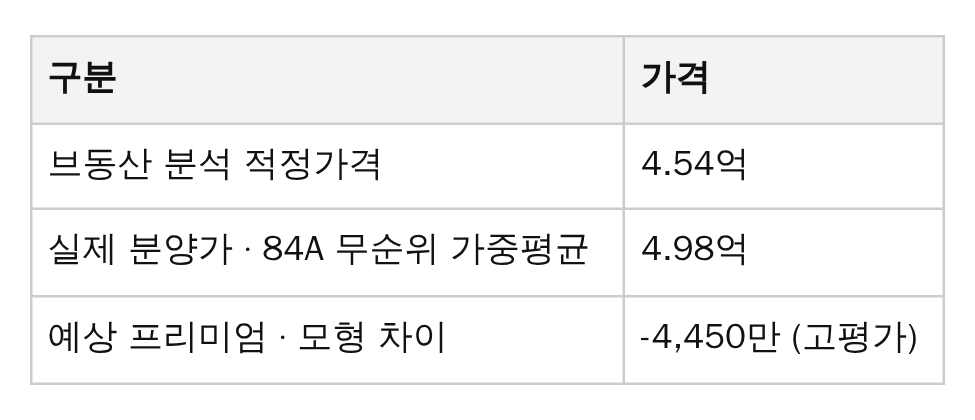 구분 가격
브동산 분석 적정가격 4.54억
실제 분양가 · 84A 무순위 가중평균 4.98억
예상 프리미엄 · 모형 차이 -4,450만 (고평가)